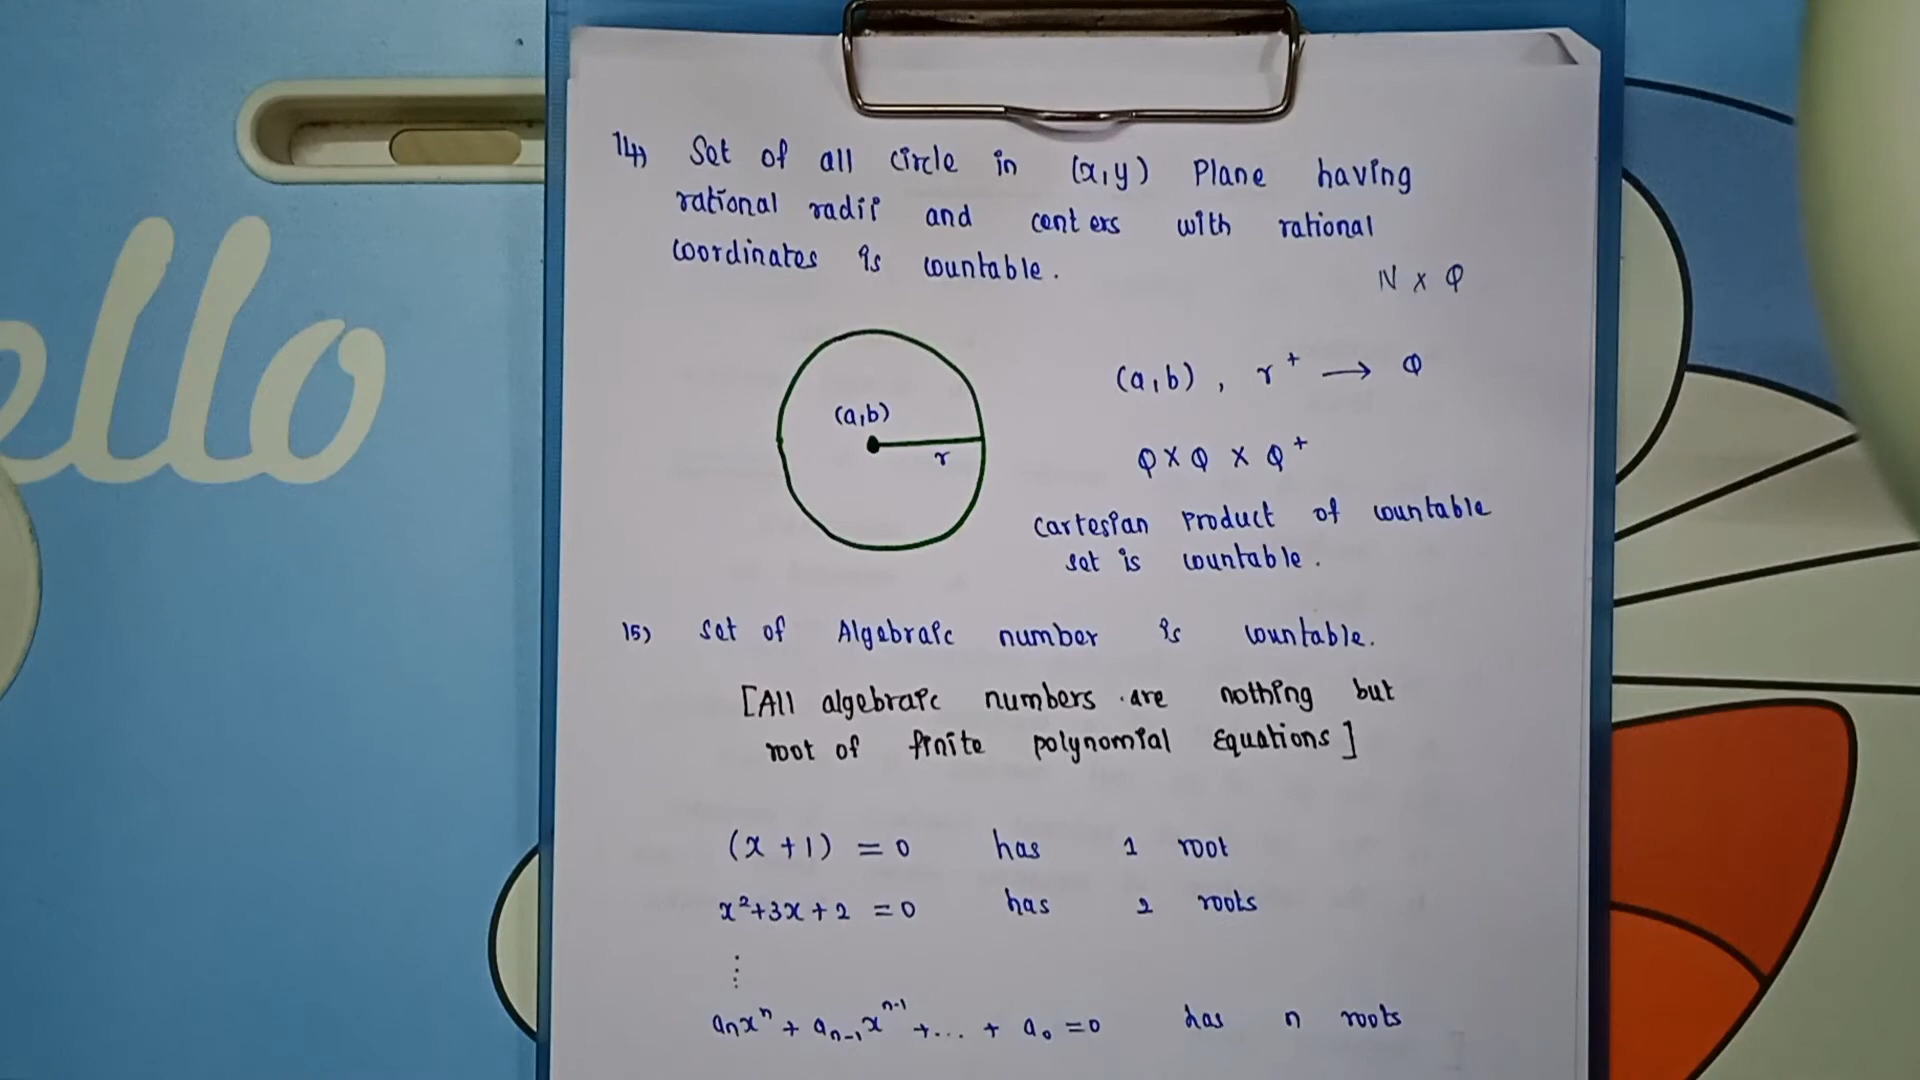 ello
14) Set of all circle in (x,y) Plane having
rational radii and centers with rational
coordinates is countable.
N x Q
(a,b)
r
(a,b), r⁺ → Q
Q x Q x Q⁺
Cartesian product of countable
set is countable.
15) Set of Algebraic number is countable.
[All algebraic numbers are nothing but
root of finite polynomial Equations]
(x+1) = 0 has 1 root
x²+3x+2 = 0 has 2 roots
⋮
aₙxⁿ + aₙ₋₁xⁿ⁻¹ + ... + a₀ = 0 has n roots